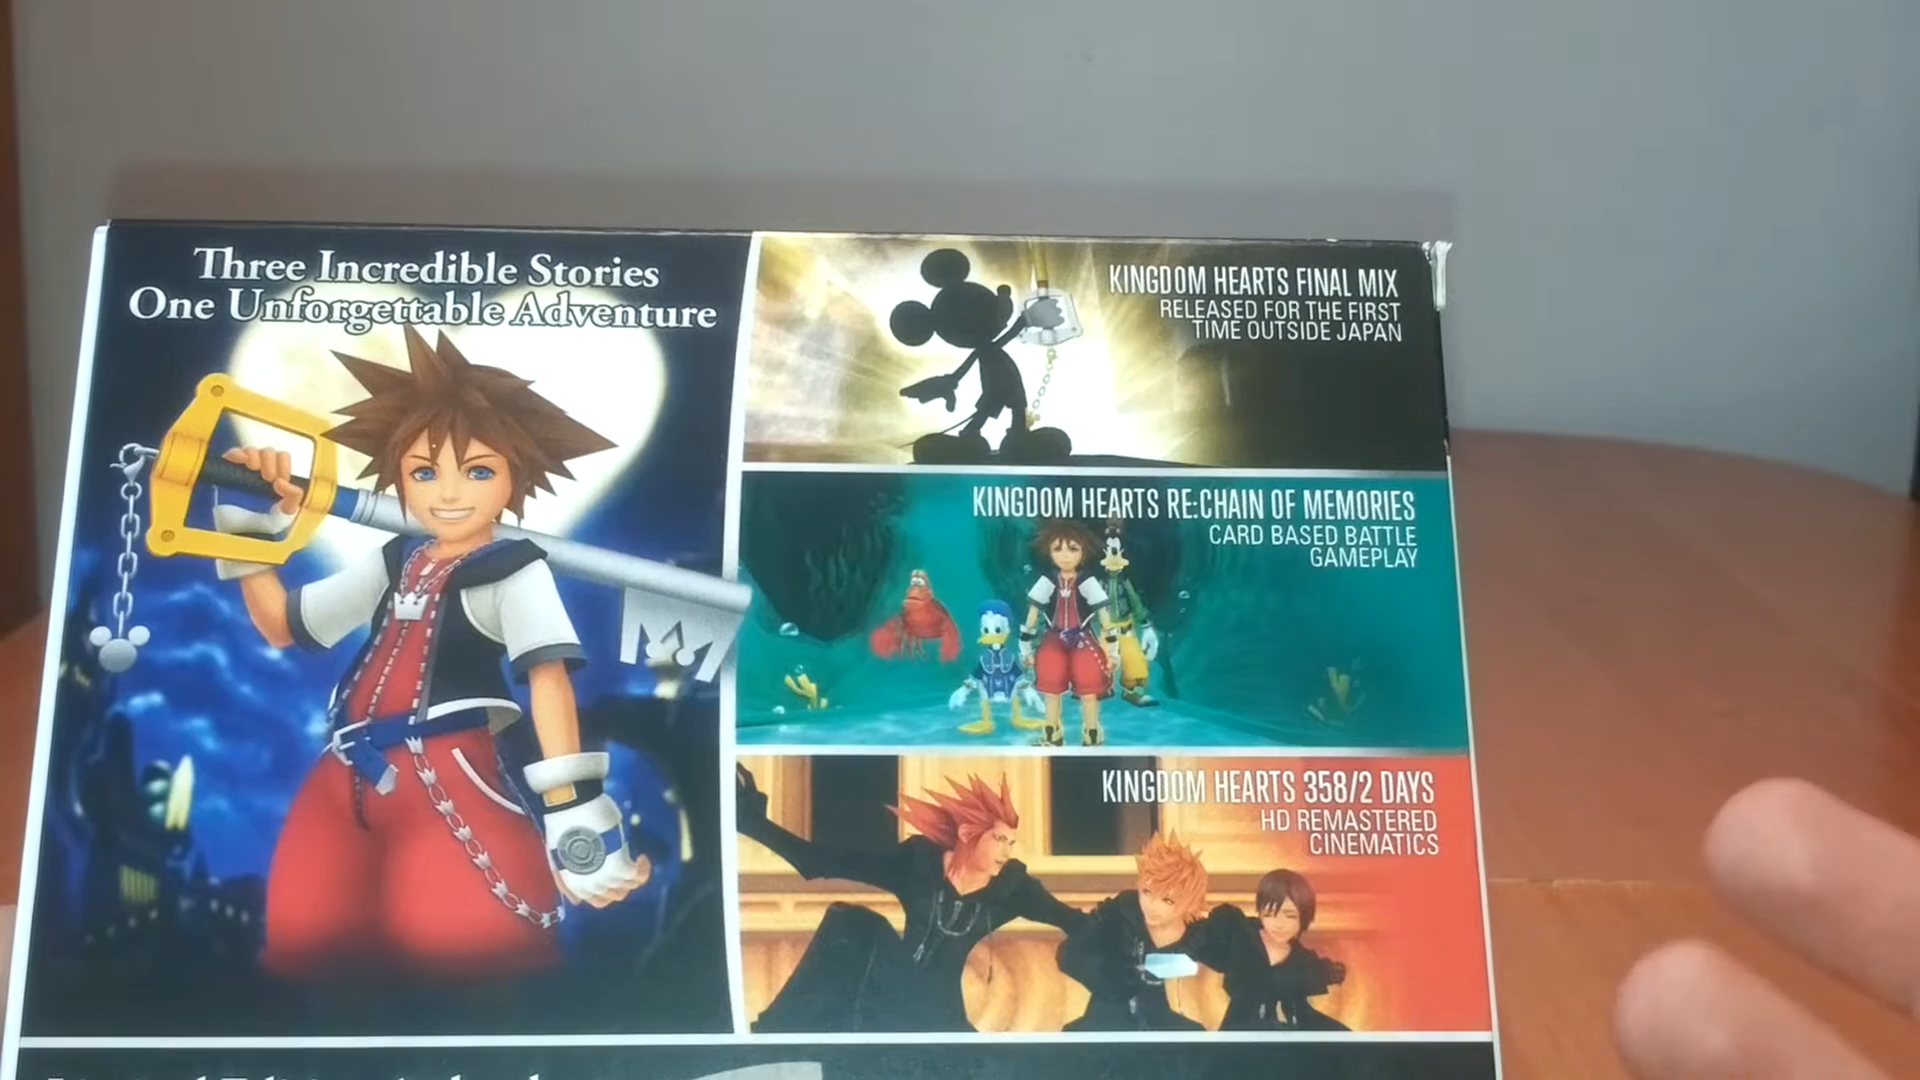 Three Incredible Stories
One Unforgettable Adventure
KINGDOM HEARTS FINAL MIX
RELEASED FOR THE FIRST
TIME OUTSIDE JAPAN
KINGDOM HEARTS RE:CHAIN OF MEMORIES
CARD BASED BATTLE
GAMEPLAY
KINGDOM HEARTS 358/2 DAYS
HD REMASTERED
CINEMATICS